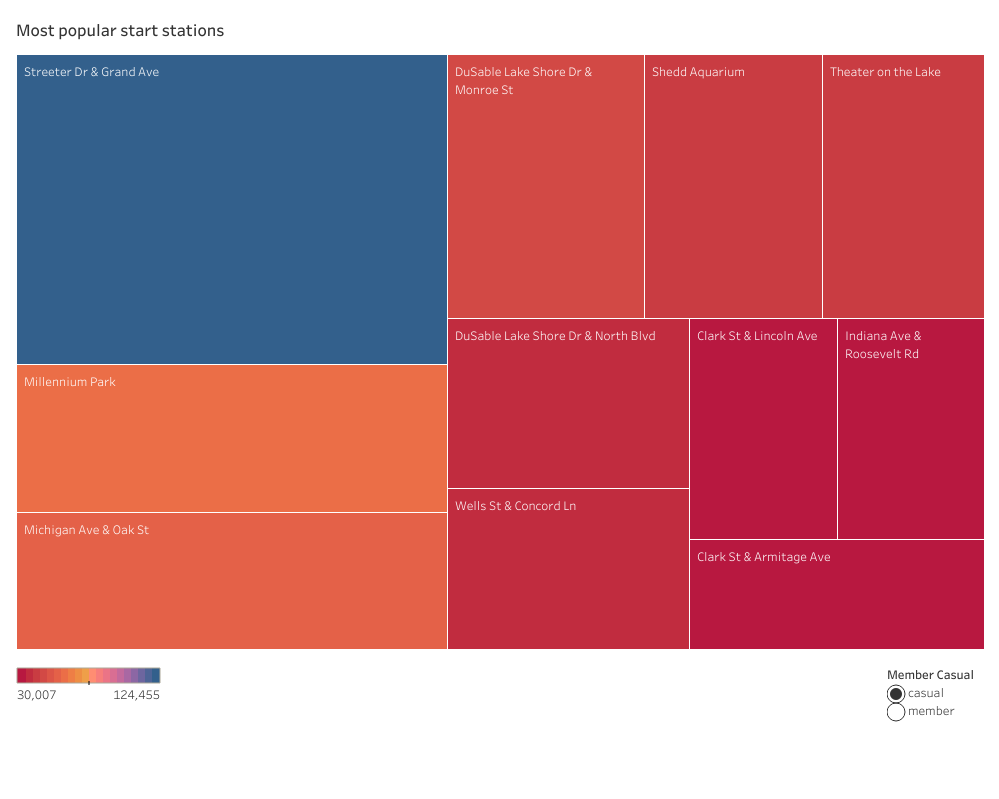 Most popular start stations
Streeter Dr & Grand Ave
DuSable Lake Shore Dr &
Monroe St
Shedd Aquarium
Theater on the Lake
Millennium Park
Michigan Ave & Oak St
DuSable Lake Shore Dr & North Blvd
Wells St & Concord Ln
Clark St & Lincoln Ave
Indiana Ave &
Roosevelt Rd
Clark St & Armitage Ave
30,007
124,455
Member Casual
casual
member